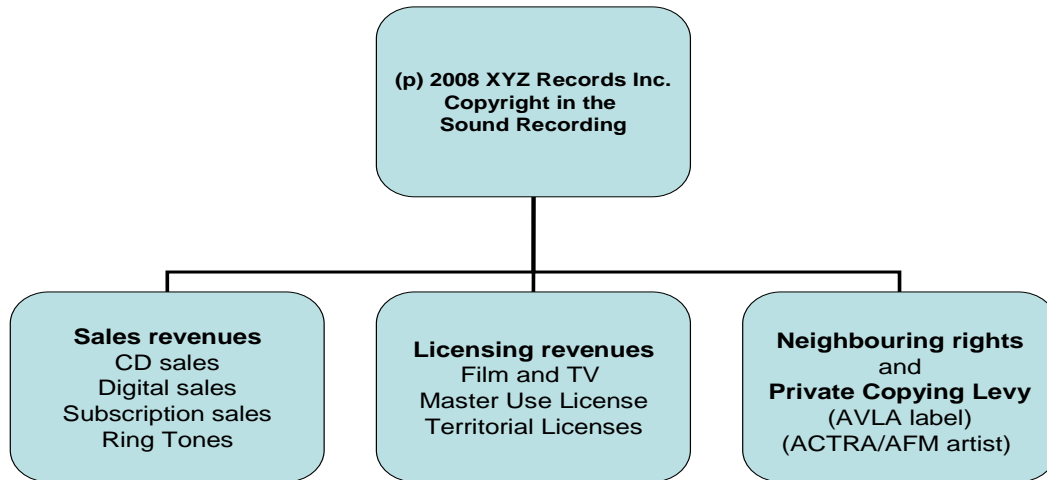 (p) 2008 XYZ Records Inc.
Copyright in the
Sound Recording
Sales revenues
CD sales
Digital sales
Subscription sales
Ring Tones
Licensing revenues
Film and TV
Master Use License
Territorial Licenses
Neighbouring rights
and
Private Copying Levy
(AVLA label)
(ACTRA/AFM artist)